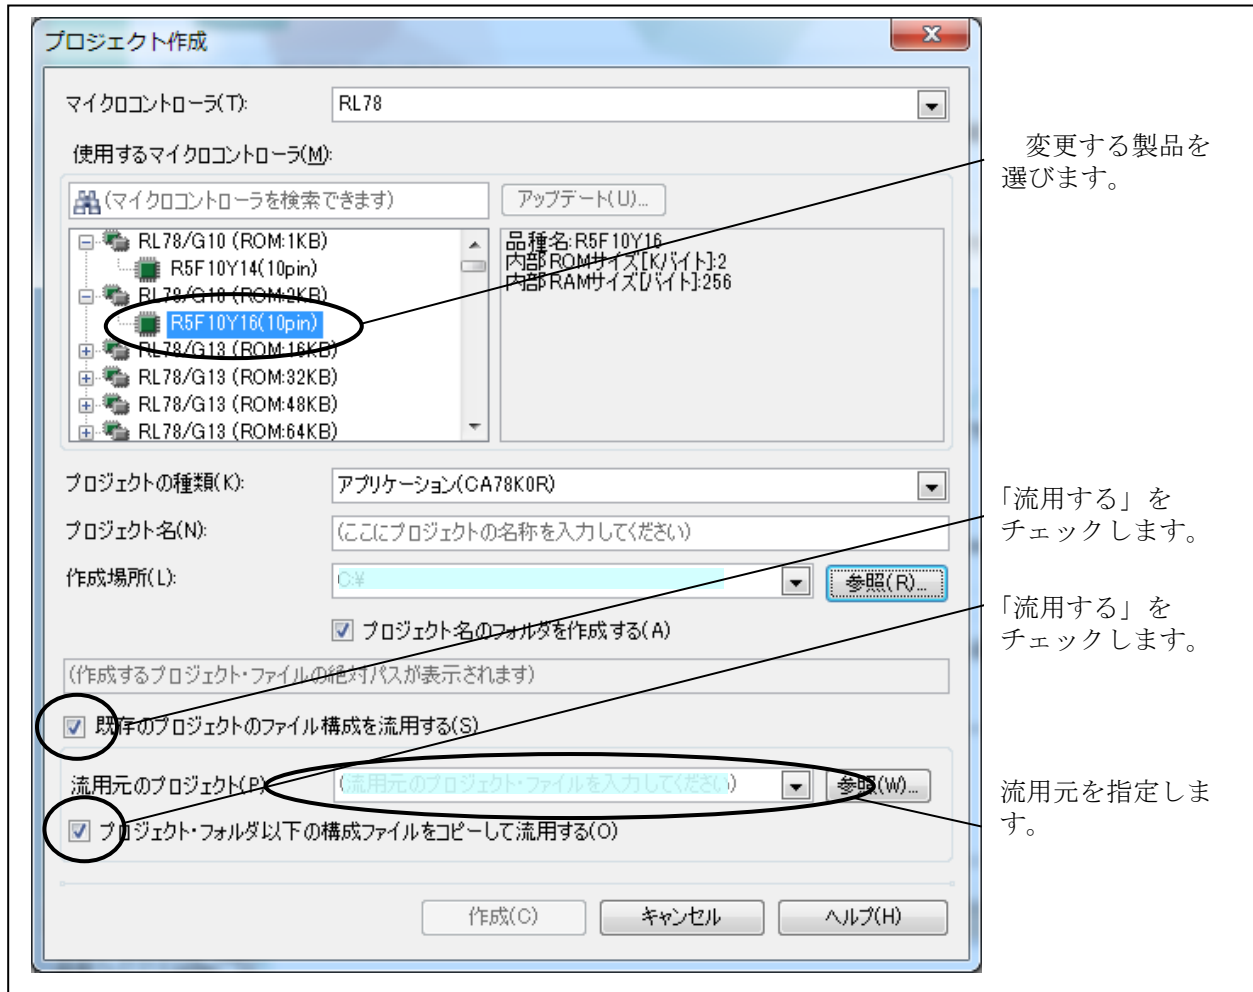 プロジェクト作成
マイクロコントローラ(T):
RL78
使用するマイクロコントローラ(M):
(マイクロコントローラを検索できます)
アップデート(U)...
RL78/G10 (ROM:1KB)
R5F10Y14(10pin)
RL78/G10 (ROM:2KB)
R5F10Y16(10pin)
RL78/G13 (ROM:16KB)
RL78/G13 (ROM:32KB)
RL78/G13 (ROM:48KB)
RL78/G13 (ROM:64KB)
品種名:R5F10Y16
内部ROMサイズ[Kバイト]:2
内部RAMサイズ[バイト]:256
変更する製品を
選びます。
プロジェクトの種類(K):
アプリケーション(CA78K0R)
プロジェクト名(N):
(ここにプロジェクトの名称を入力してください)
作成場所(L):
C:¥
参照(R)...
プロジェクト名のフォルダを作成する(A)
(作成するプロジェクト・ファイルの絶対パスが表示されます)
「流用する」を
チェックします。
「流用する」を
チェックします。
既存のプロジェクトのファイル構成を流用する(S)
流用元のプロジェクト(P)
(流用元のプロジェクト・ファイルを入力してください)
参照(W)...
プロジェクト・フォルダ以下の構成ファイルをコピーして流用する(O)
流用元を指定しま
す。
作成(C)
キャンセル
ヘルプ(H)